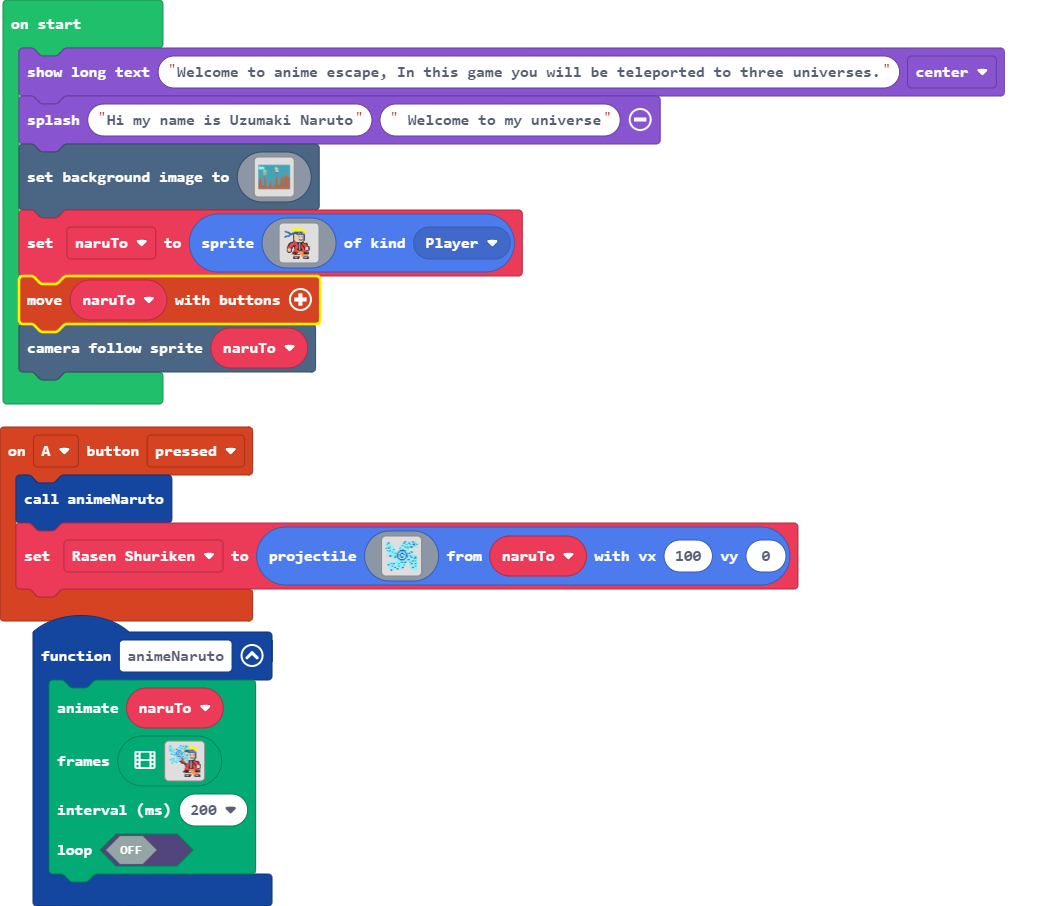 on start
show long text "Welcome to anime escape, In this game you will be teleported to three universes." center
splash "Hi my name is Uzumaki Naruto" " Welcome to my universe"
set background image to
set naruTo to sprite of kind Player
move naruTo with buttons
camera follow sprite naruTo
on A button pressed
call animeNaruto
set Rasen Shuriken to projectile from naruTo with vx 100 vy 0
function animeNaruto
animate naruTo
frames
interval (ms) 200
loop OFF